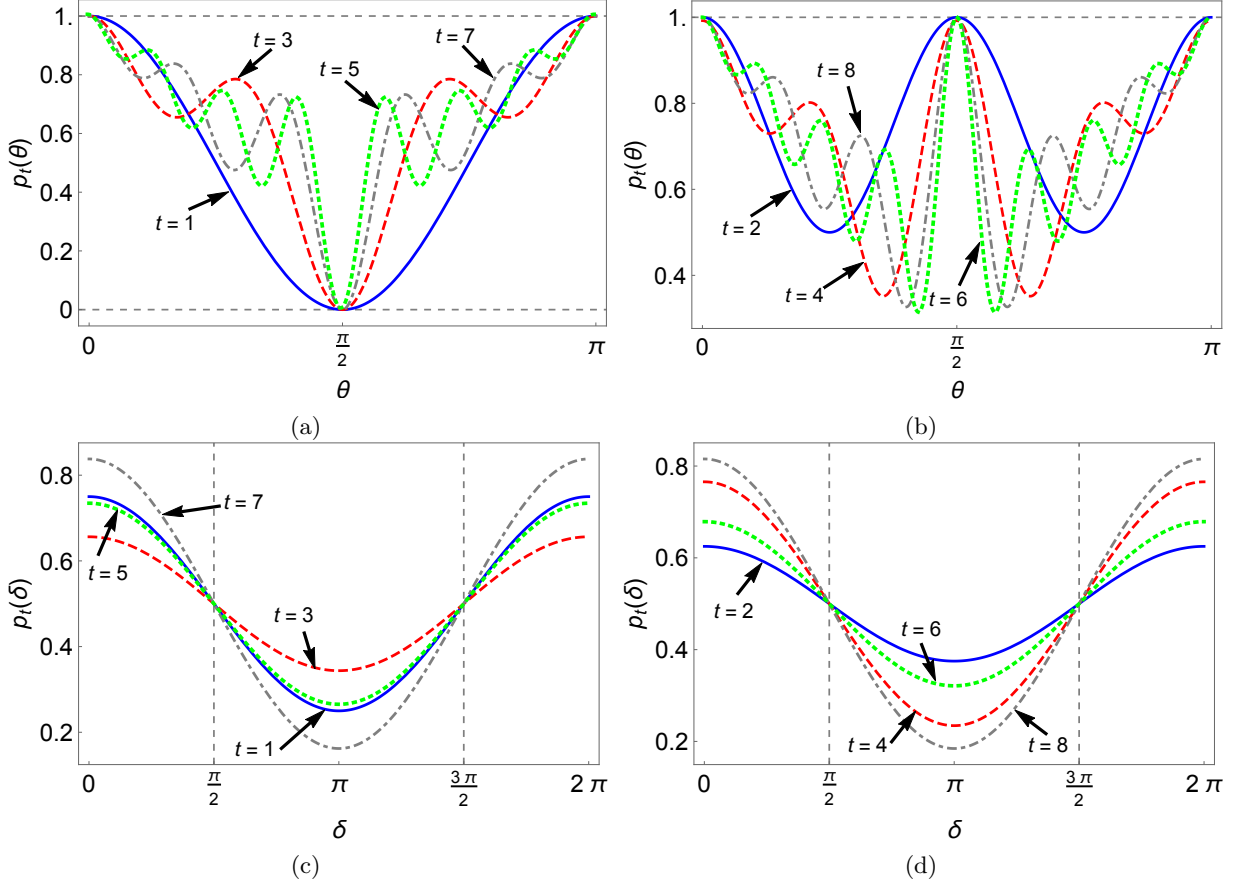 1.
0.8
0.6
0.4
0.2
0
p_t(θ)
t = 3
t = 7
t = 5
t = 1
0
π/2
π
θ
(a)
1.
0.8
0.6
0.4
p_t(θ)
t = 8
t = 2
t = 4
t = 6
0
π/2
π
θ
(b)
0.8
0.6
0.4
0.2
p_t(δ)
t = 7
t = 5
t = 3
t = 1
0
π/2
π
3 π/2
2 π
δ
(c)
0.8
0.6
0.4
0.2
p_t(δ)
t = 2
t = 6
t = 4
t = 8
0
π/2
π
3 π/2
2 π
δ
(d)